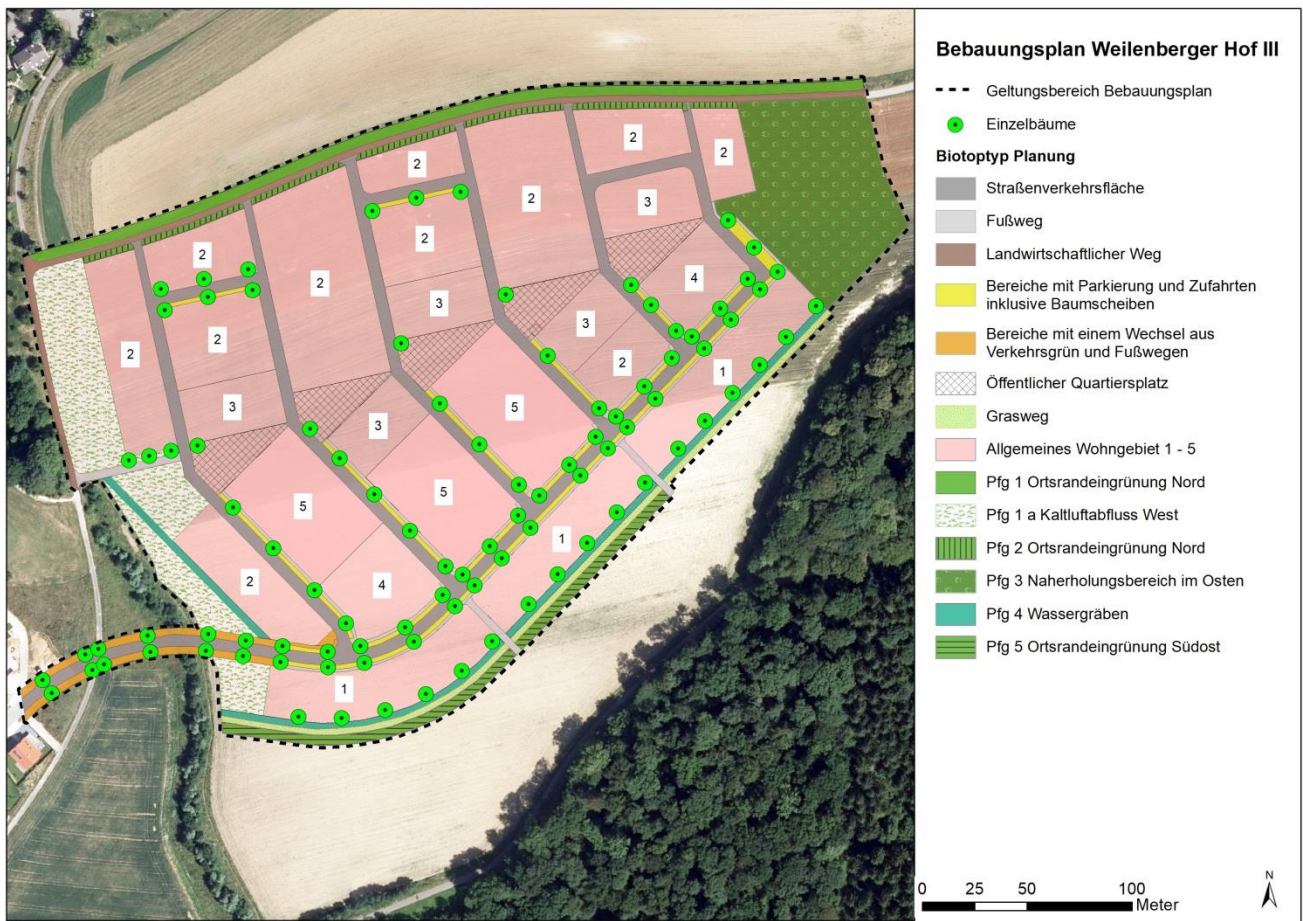 Bebauungsplan Weilenberger Hof III
Geltungsbereich Bebauungsplan
Einzelbäume
Biotoptyp Planung
Straßenverkehrsfläche
Fußweg
Landwirtschaftlicher Weg
Bereiche mit Parkierung und Zufahrten
inklusive Baumscheiben
Bereiche mit einem Wechsel aus
Verkehrsgrün und Fußwegen
Öffentlicher Quartiersplatz
Grasweg
Allgemeines Wohngebiet 1 - 5
Pfg 1 Ortsrandeingrünung Nord
Pfg 1 a Kaltluftabfluss West
Pfg 2 Ortsrandeingrünung Nord
Pfg 3 Naherholungsbereich im Osten
Pfg 4 Wassergräben
Pfg 5 Ortsrandeingrünung Südost
2
2
2
2
2
3
2
2
2
2
4
3
3
2
1
2
3
5
3
5
5
1
2
4
1
N
0 25 50 100
Meter